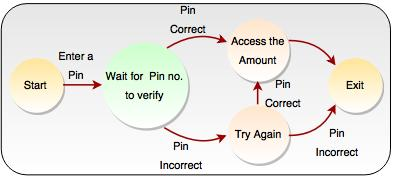 Pin
Correct
Access the
Amount
Enter a
Pin
Start
Wait for Pin no.
to verify
Exit
Pin
Correct
Try Again
Pin
Incorrect
Pin
Incorrect